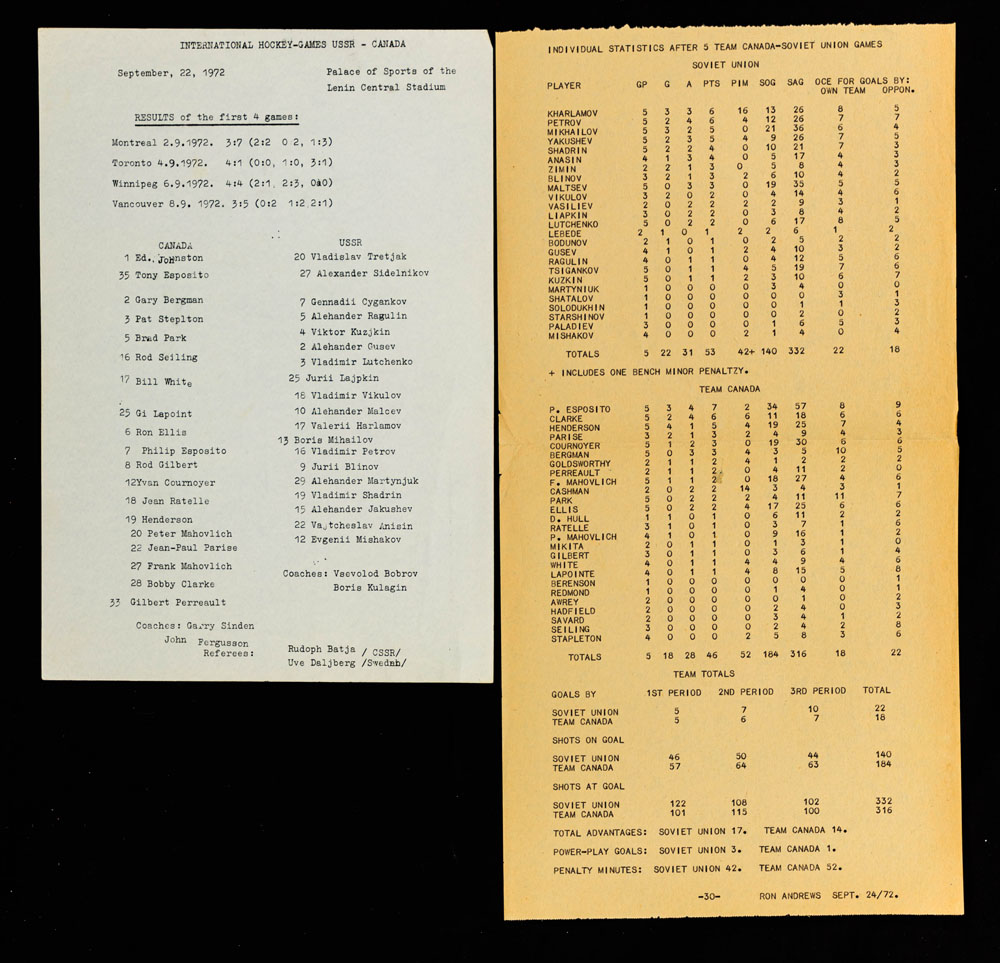 INTERNATIONAL HOCKEY-GAMES USSR - CANADA
September, 22, 1972 Palace of Sports of the
Lenin Central Stadium
RESULTS of the first 4 games:
Montreal 2.9.1972. 3:7 (2:2 0 2, 1:3)
Toronto 4.9.1972. 4:1 (0:0, 1:0, 3:1)
Winnipeg 6.9.1972. 4:4 (2:1, 2:3, 0:0)
Vancouver 8.9. 1972. 3:5 (0:2 1:2,2:1)
CANADA USSR
1 Ed., Johnston 20 Vladislav Tretjak
35 Tony Esposito 27 Alexander Sidelnikov
2 Gary Bergman 7 Gennadii Cygankov
3 Pat Steplton 5 Alehander Ragulin
5 Brad Park 4 Viktor Kuzjkin
16 Rod Seiling 2 Alehander Gusev
3 Vladimir Lutchenko
17 Bill White 25 Jurii Lajpkin
18 Vladimir Vikulov
25 Gi Lapoint 10 Alehander Malcev
6 Ron Ellis 17 Valerii Harlamov
13 Boris Mihailov
7 Philip Esposito 16 Vladimir Petrov
8 Rod Gilbert 9 Jurii Blinov
12Yvan Cournoyer 29 Alehander Martynjuk
18 Jean Ratelle 19 Vladimir Shadrin
15 Alehander Jakushev
19 Henderson 22 Va,tcheslav Anisin
20 Peter Mahovlich 12 Evgenii Mishakov
22 Jean-Paul Parise
27 Frank Mahovlich Coaches: Vsevolod Bobrov
28 Bobby Clarke Boris Kulagin
33 Gilbert Perreault
Coaches: Garry Sinden
John Fergusson
Referees: Rudoph Batja / CSSR/
Uve Daljberg /Swednh/
INDIVIDUAL STATISTICS AFTER 5 TEAM CANADA-SOVIET UNION GAMES
SOVIET UNION
PLAYER GP G A PTS PIM SOG SAG OCE FOR GOALS BY:
OWN TEAM OPPON.
KHARLAMOV 5 3 3 6 16 13 26 8 5
PETROV 5 2 4 6 4 12 26 7 7
MIKHAILOV 5 3 2 5 0 21 36 6 4
YAKUSHEV 5 2 3 5 4 9 26 7 5
SHADRIN 5 2 2 4 0 10 21 7 3
ANASIN 4 1 3 4 0 5 17 4 3
ZIMIN 2 2 1 3 0 5 8 4 3
BLINOV 3 2 1 3 2 6 10 4 2
MALTSEV 5 0 3 3 0 19 35 5 5
VIKULOV 3 2 0 2 0 4 14 4 6
VASILIEV 2 0 2 2 2 2 9 3 1
LIAPKIN 3 0 2 2 0 3 8 4 2
LUTCHENKO 5 0 2 2 0 6 17 8 5
LEBEDE 2 1 0 1 2 2 6 1 2
BODUNOV 2 1 0 1 0 2 5 2 2
GUSEV 4 1 0 1 2 4 10 3 2
RAGULIN 4 0 1 1 0 4 12 5 6
TSIGANKOV 5 0 1 1 4 5 19 7 6
KUZKIN 5 0 1 1 2 3 10 6 7
MARTYNIUK 1 0 0 0 0 3 4 0 0
SHATALOV 1 0 0 0 0 0 0 3 1
SOLODUKHIN 1 0 0 0 0 0 1 1 3
STARSHINOV 1 0 0 0 0 0 2 0 2
PALADIEV 3 0 0 0 0 1 6 5 3
MISHAKOV 4 0 0 0 2 1 4 0 4
TOTALS 5 22 31 53 42+ 140 332 22 18
+ INCLUDES ONE BENCH MINOR PENALTZY.
TEAM CANADA
P. ESPOSITO 5 3 4 7 2 34 57 8 9
CLARKE 5 2 4 6 6 11 18 6 6
HENDERSON 5 4 1 5 4 19 25 7 4
PARISE 3 2 1 3 2 4 9 4 3
COURNOYER 5 1 2 3 0 19 30 6 6
BERGMAN 5 0 3 3 4 3 5 10 5
GOLDSWORTHY 2 1 1 2 4 1 2 2 2
PERREAULT 2 1 1 2 0 4 11 2 0
F. MAHOVLICH 5 1 1 2 0 18 27 4 6
CASHMAN 2 0 2 2 14 3 4 3 1
PARK 5 0 2 2 2 4 11 11 7
ELLIS 5 0 2 2 4 17 25 6 6
D. HULL 1 1 0 1 0 6 11 2 2
RATELLE 3 1 0 1 0 3 7 1 6
P. MAHOVLICH 4 1 0 1 0 9 16 1 2
MIKITA 2 0 1 1 0 1 3 1 0
GILBERT 3 0 1 1 0 3 6 1 4
WHITE 4 0 1 1 4 4 9 4 6
LAPOINTE 4 0 1 1 4 8 15 5 8
BERENSON 1 0 0 0 0 0 0 0 1
REDMOND 1 0 0 0 0 1 4 0 1
AWREY 2 0 0 0 0 0 1 0 2
HADFIELD 2 0 0 0 0 2 4 0 3
SAVARD 2 0 0 0 0 3 4 1 2
SEILING 3 0 0 0 0 2 4 2 8
STAPLETON 4 0 0 0 2 5 8 3 6
TOTALS 5 18 28 46 52 184 316 18 22
TEAM TOTALS
GOALS BY 1ST PERIOD 2ND PERIOD 3RD PERIOD TOTAL
SOVIET UNION 5 7 10 22
TEAM CANADA 5 6 7 18
SHOTS ON GOAL
SOVIET UNION 46 50 44 140
TEAM CANADA 57 64 63 184
SHOTS AT GOAL
SOVIET UNION 122 108 102 332
TEAM CANADA 101 115 100 316
TOTAL ADVANTAGES: SOVIET UNION 17. TEAM CANADA 14.
POWER-PLAY GOALS: SOVIET UNION 3. TEAM CANADA 1.
PENALTY MINUTES: SOVIET UNION 42. TEAM CANADA 52.
-30- RON ANDREWS SEPT. 24/72.